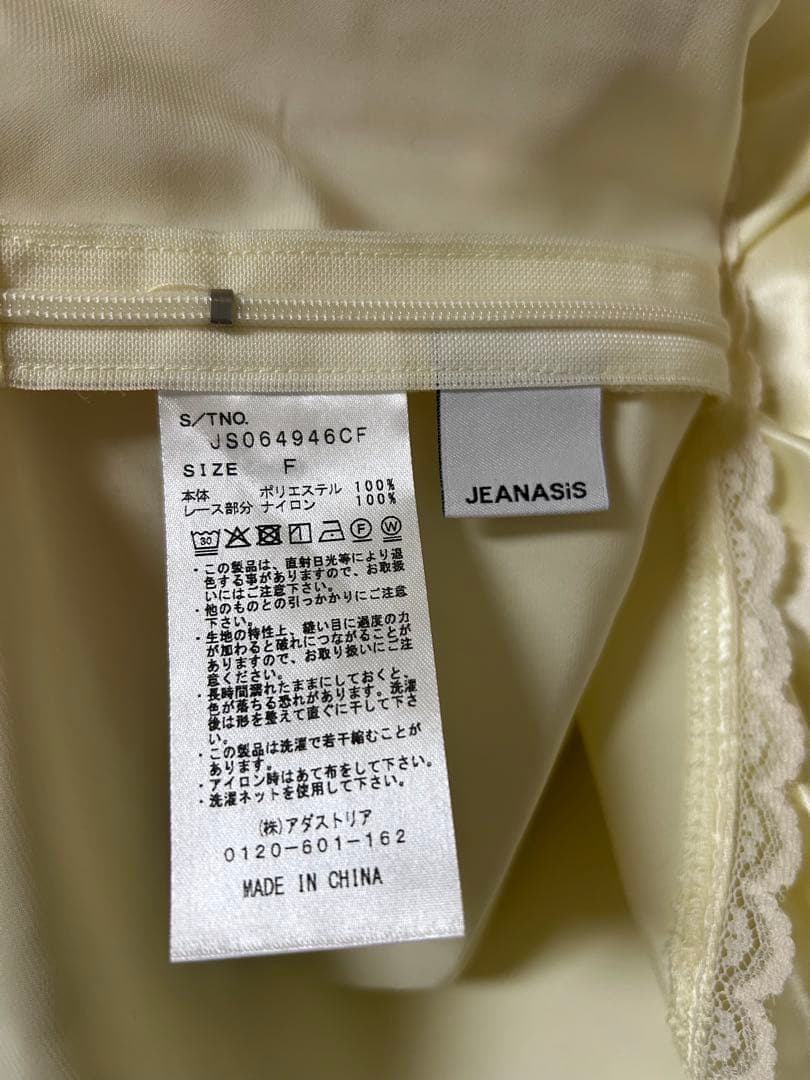 S/TNO.
JS064946CF
SIZE F
本体 ポリエステル 100%
レース部分 ナイロン 100%
30 F W
・この製品は、直射日光等により退
色する事がありますので、お取扱
いにはご注意下さい。
・他のものとの引っかかりにご注意
下さい。
・生地の特性上、縫い目に過度の力
が加わると破れにつながることが
ありますので、お取り扱いにご注
意ください。
・長時間濡れたままにしておくと、
色が落ちる恐れがあります。洗濯
後は形を整えて直ぐに干して下さ
い。
・この製品は洗濯で若干縮むことが
あります。
・アイロン時はあて布をして下さい。
・洗濯ネットを使用して下さい。
(株)アダストリア
0120-601-162
MADE IN CHINA
JEANASiS